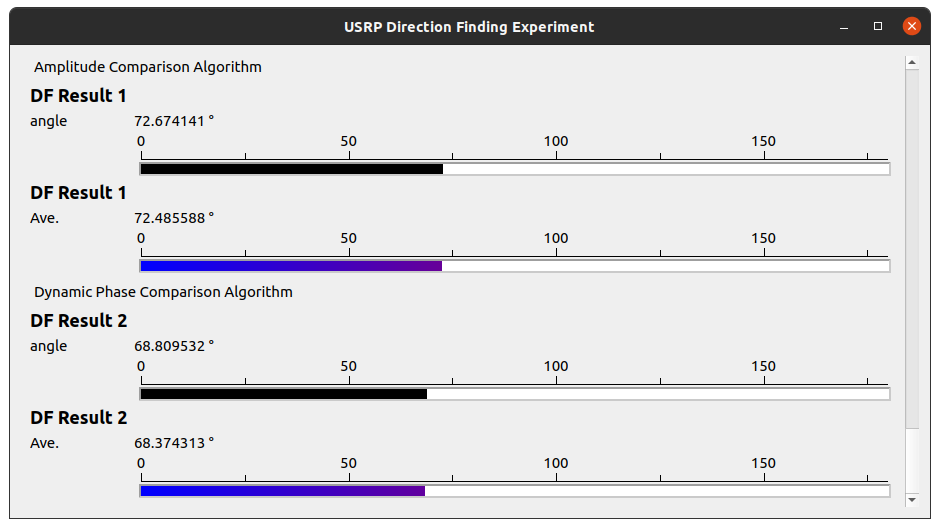 USRP Direction Finding Experiment
Amplitude Comparison Algorithm
DF Result 1
angle 72.674141 °
0 50 100 150
DF Result 1
Ave. 72.485588 °
0 50 100 150
Dynamic Phase Comparison Algorithm
DF Result 2
angle 68.809532 °
0 50 100 150
DF Result 2
Ave. 68.374313 °
0 50 100 150